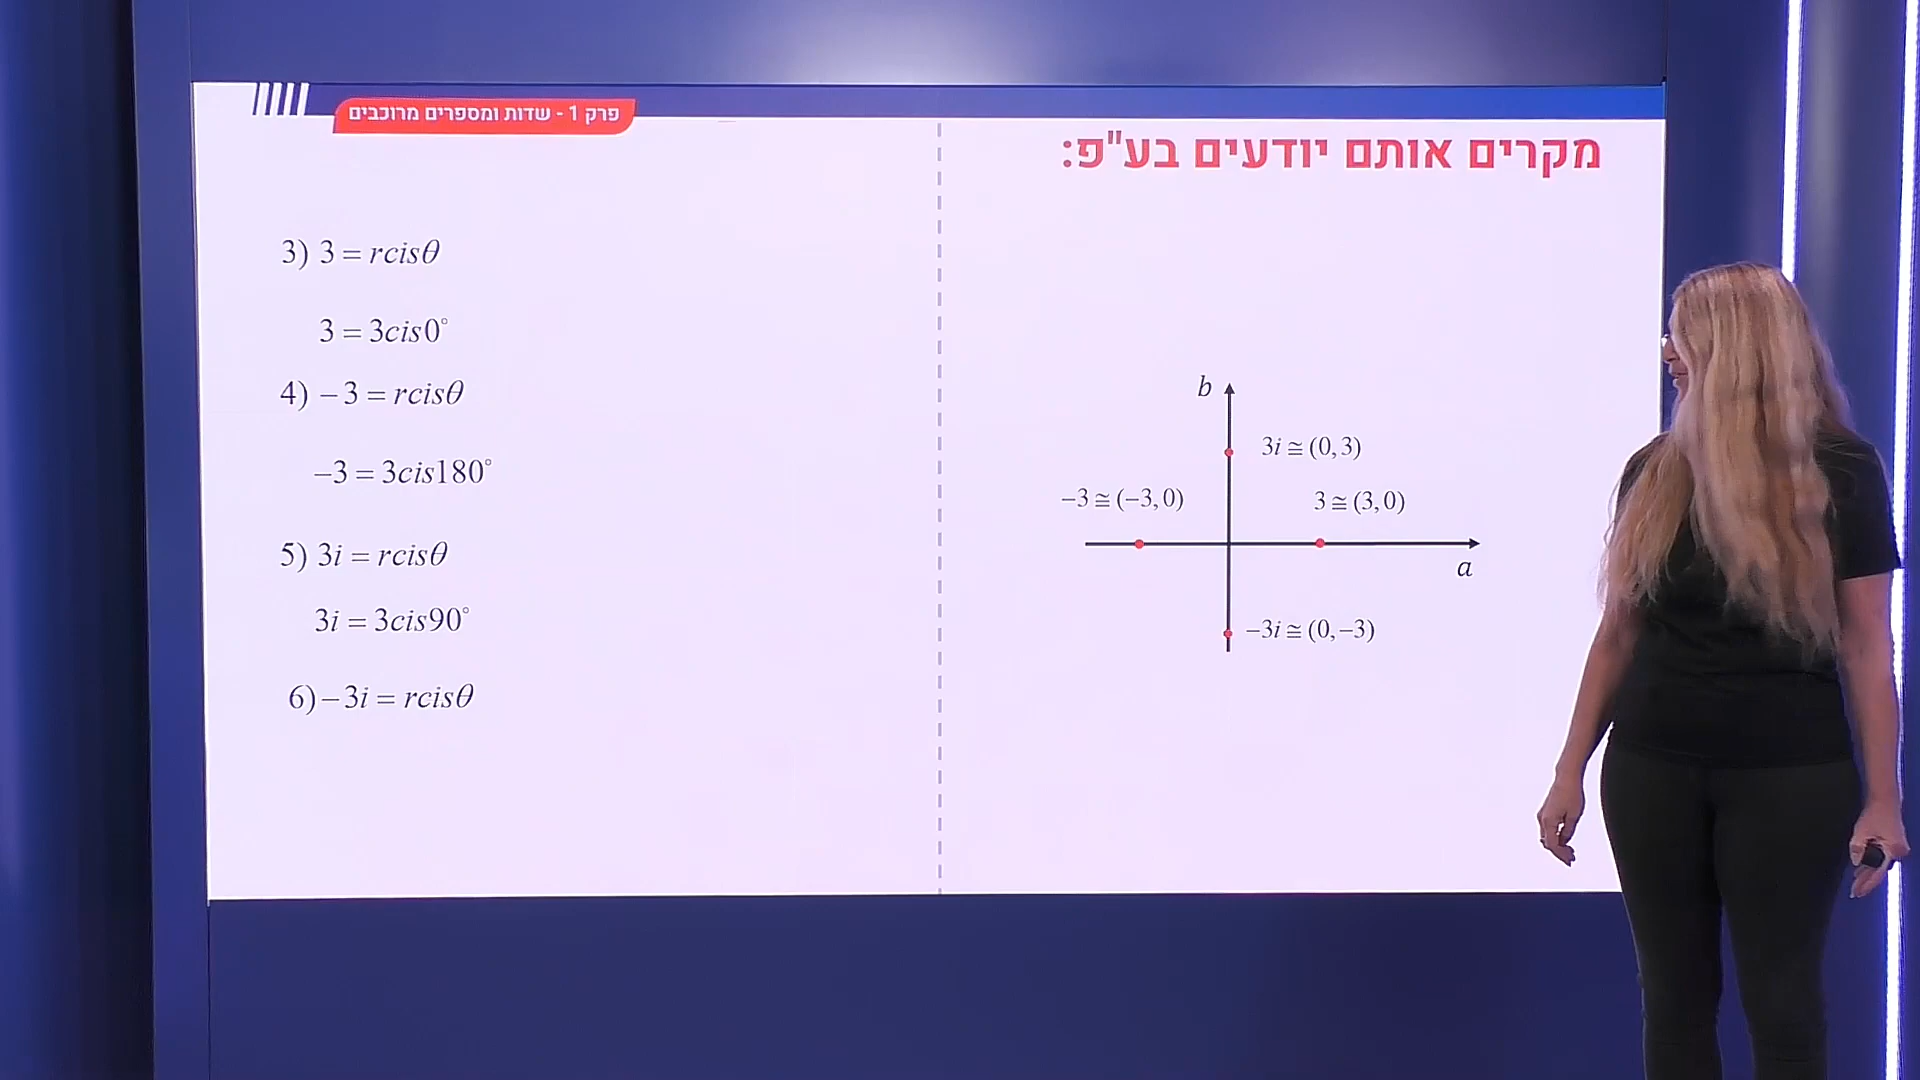 פרק 1 - שדות ומספרים מרוכבים
מקרים אותם יודעים בע"פ:
3) 3 = rcisθ
3 = 3cis0°
4) −3 = rcisθ
−3 = 3cis180°
5) 3i = rcisθ
3i = 3cis90°
6) −3i = rcisθ
b
3i ≅ (0,3)
−3 ≅ (−3,0)
3 ≅ (3,0)
a
−3i ≅ (0,−3)